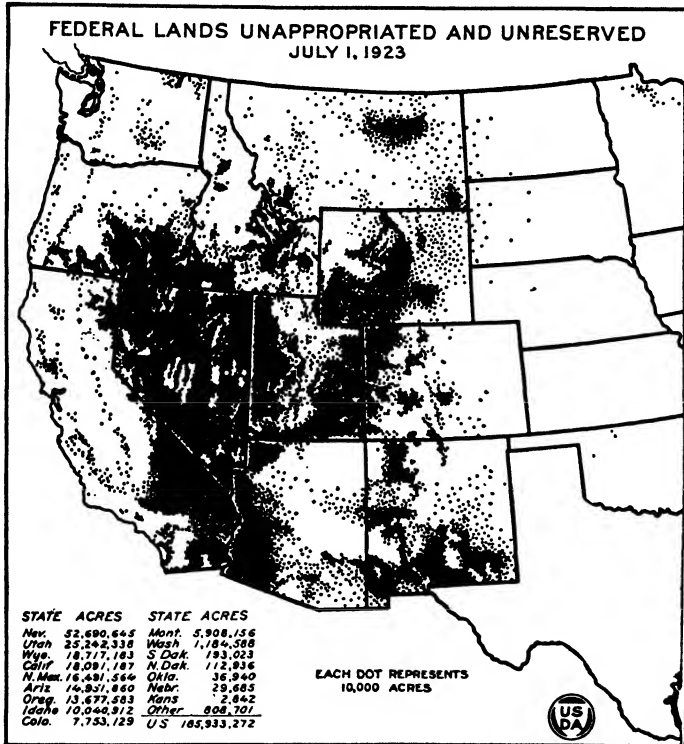 FEDERAL LANDS UNAPPROPRIATED AND UNRESERVED
JULY 1, 1923
STATE ACRES STATE ACRES
Nev. 52,690,645 Mont. 5,908,156
Utah 25,242,338 Wash 1,184,588
Wyo. 18,717,183 S.Dak. 193,023
Calif 18,091,187 N.Dak. 112,936
N.Mex. 16,491,564 Okla. 36,940
Ariz 14,951,860 Nebr. 29,685
Oreg. 13,677,583 Kans 2,842
Idaho 10,040,912 Other 808,701
Colo. 7,753,129 US 185,933,272
EACH DOT REPRESENTS
10,000 ACRES
US
DA